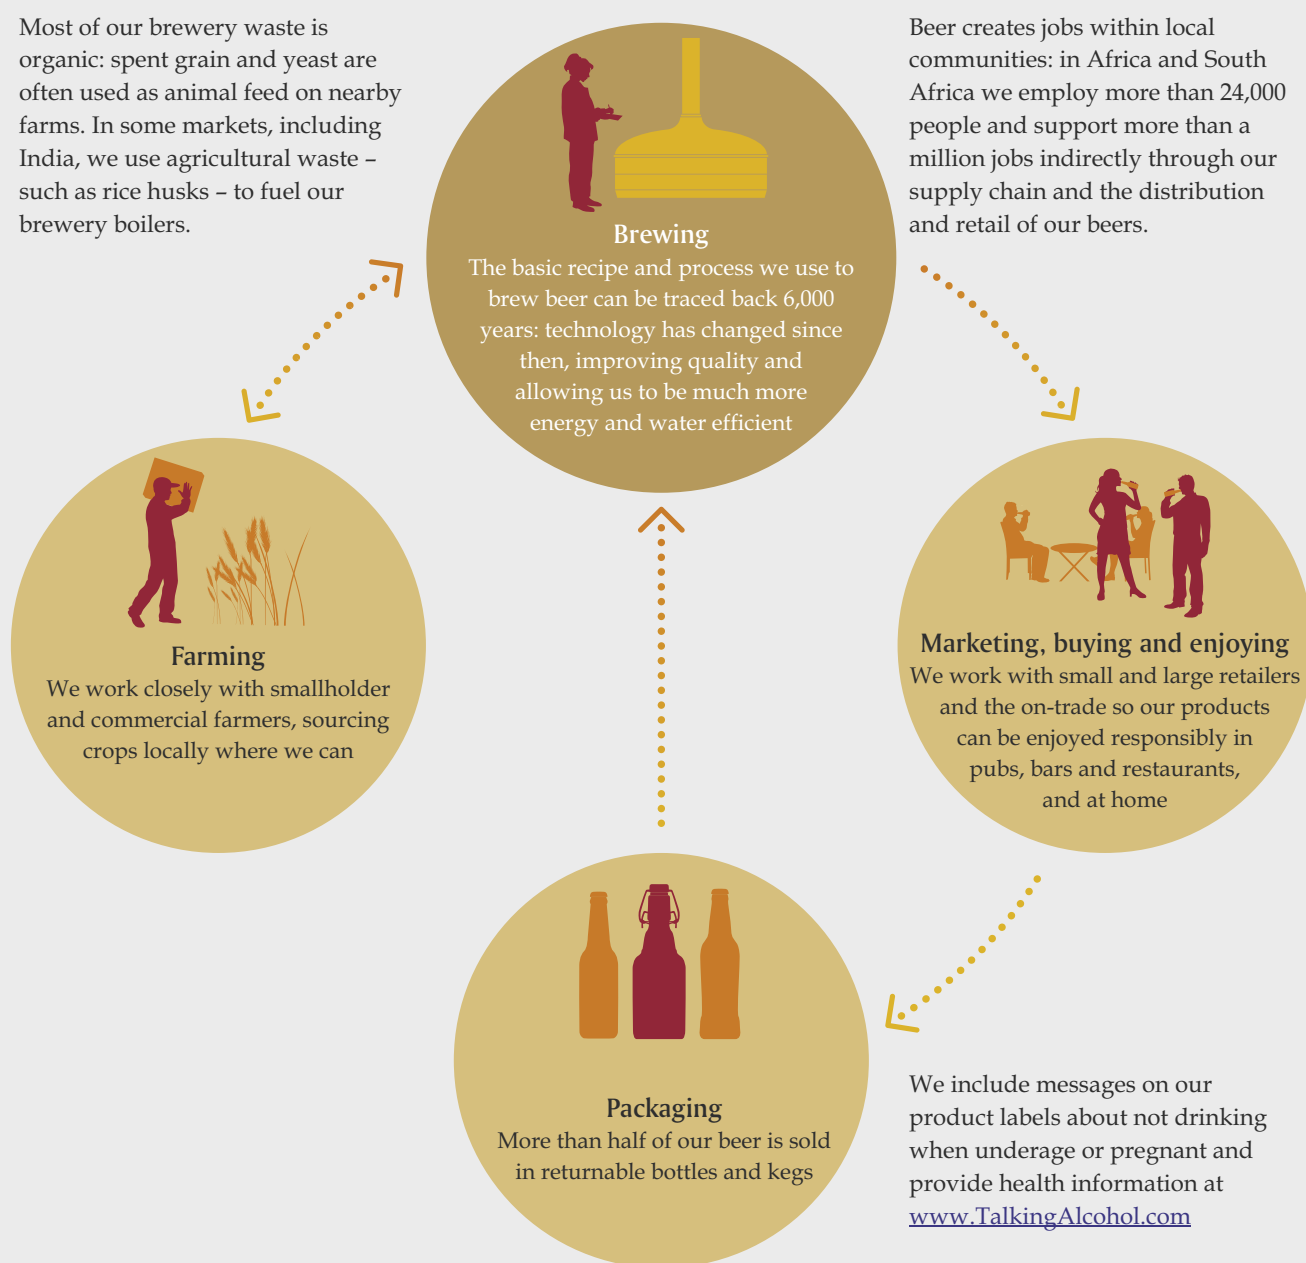 Most of our brewery waste is
organic: spent grain and yeast are
often used as animal feed on nearby
farms. In some markets, including
India, we use agricultural waste –
such as rice husks – to fuel our
brewery boilers.
Brewing
The basic recipe and process we use to
brew beer can be traced back 6,000
years: technology has changed since
then, improving quality and
allowing us to be much more
energy and water efficient
Beer creates jobs within local
communities: in Africa and South
Africa we employ more than 24,000
people and support more than a
million jobs indirectly through our
supply chain and the distribution
and retail of our beers.
Farming
We work closely with smallholder
and commercial farmers, sourcing
crops locally where we can
Marketing, buying and enjoying
We work with small and large retailers
and the on-trade so our products
can be enjoyed responsibly in
pubs, bars and restaurants,
and at home
Packaging
More than half of our beer is sold
in returnable bottles and kegs
We include messages on our
product labels about not drinking
when underage or pregnant and
provide health information at
www.TalkingAlcohol.com